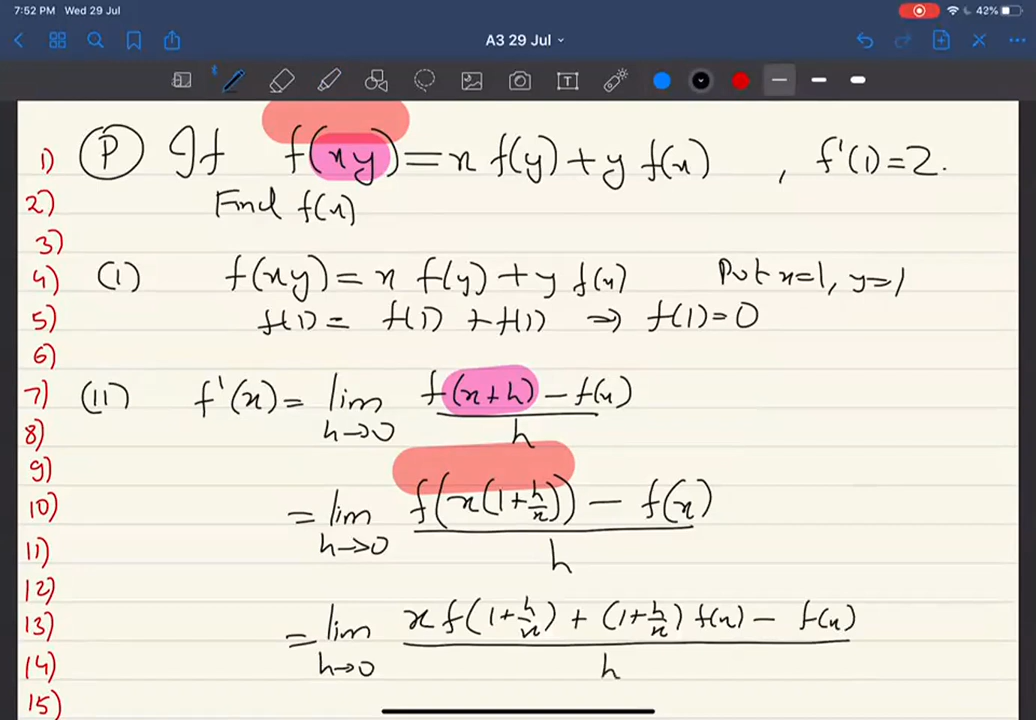 7:52 PM Wed 29 Jul 42%
A3 29 Jul
T
1) (P) If f(xy) = x f(y) + y f(x) , f'(1) = 2.
2) Find f(x)
3)
4) (I) f(xy) = x f(y) + y f(x) Put x=1, y=1
5) f(1) = f(1) + f(1) ⇒ f(1) = 0
6)
7) (II) f'(x) = lim f(x+h) − f(x)
8) h→0 h
9)
10) = lim f(x(1+h/x)) − f(x)
11) h→0 h
12)
13) = lim x f(1+h/x) + (1+h/x) f(x) − f(x)
14) h→0 h
15)